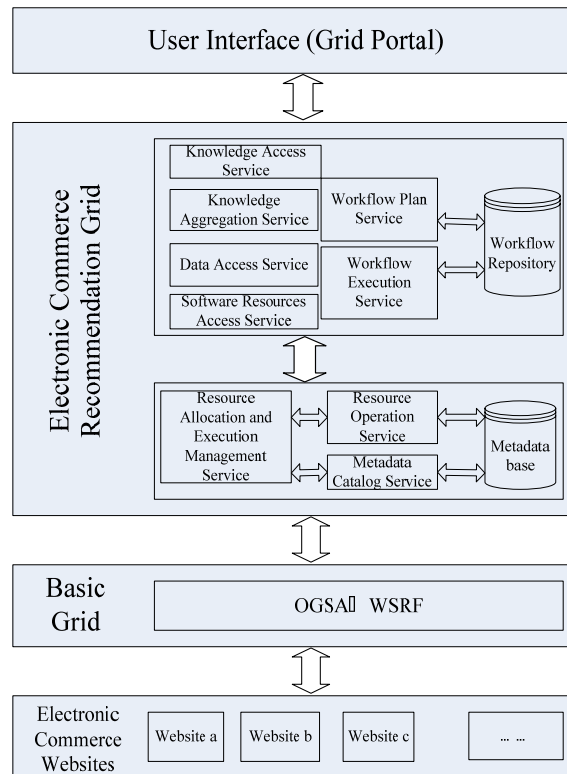 User Interface (Grid Portal)
Electronic Commerce
Recommendation Grid
Knowledge Access
Service
Knowledge
Aggregation Service
Data Access Service
Software Resources
Access Service
Workflow Plan
Service
Workflow
Execution
Service
Workflow
Repository
Resource
Allocation and
Execution
Management
Service
Resource
Operation
Service
Metadata
Catalog Service
Metadata
base
Basic
Grid
OGSA▯ WSRF
Electronic
Commerce
Websites
Website a
Website b
Website c
... ...